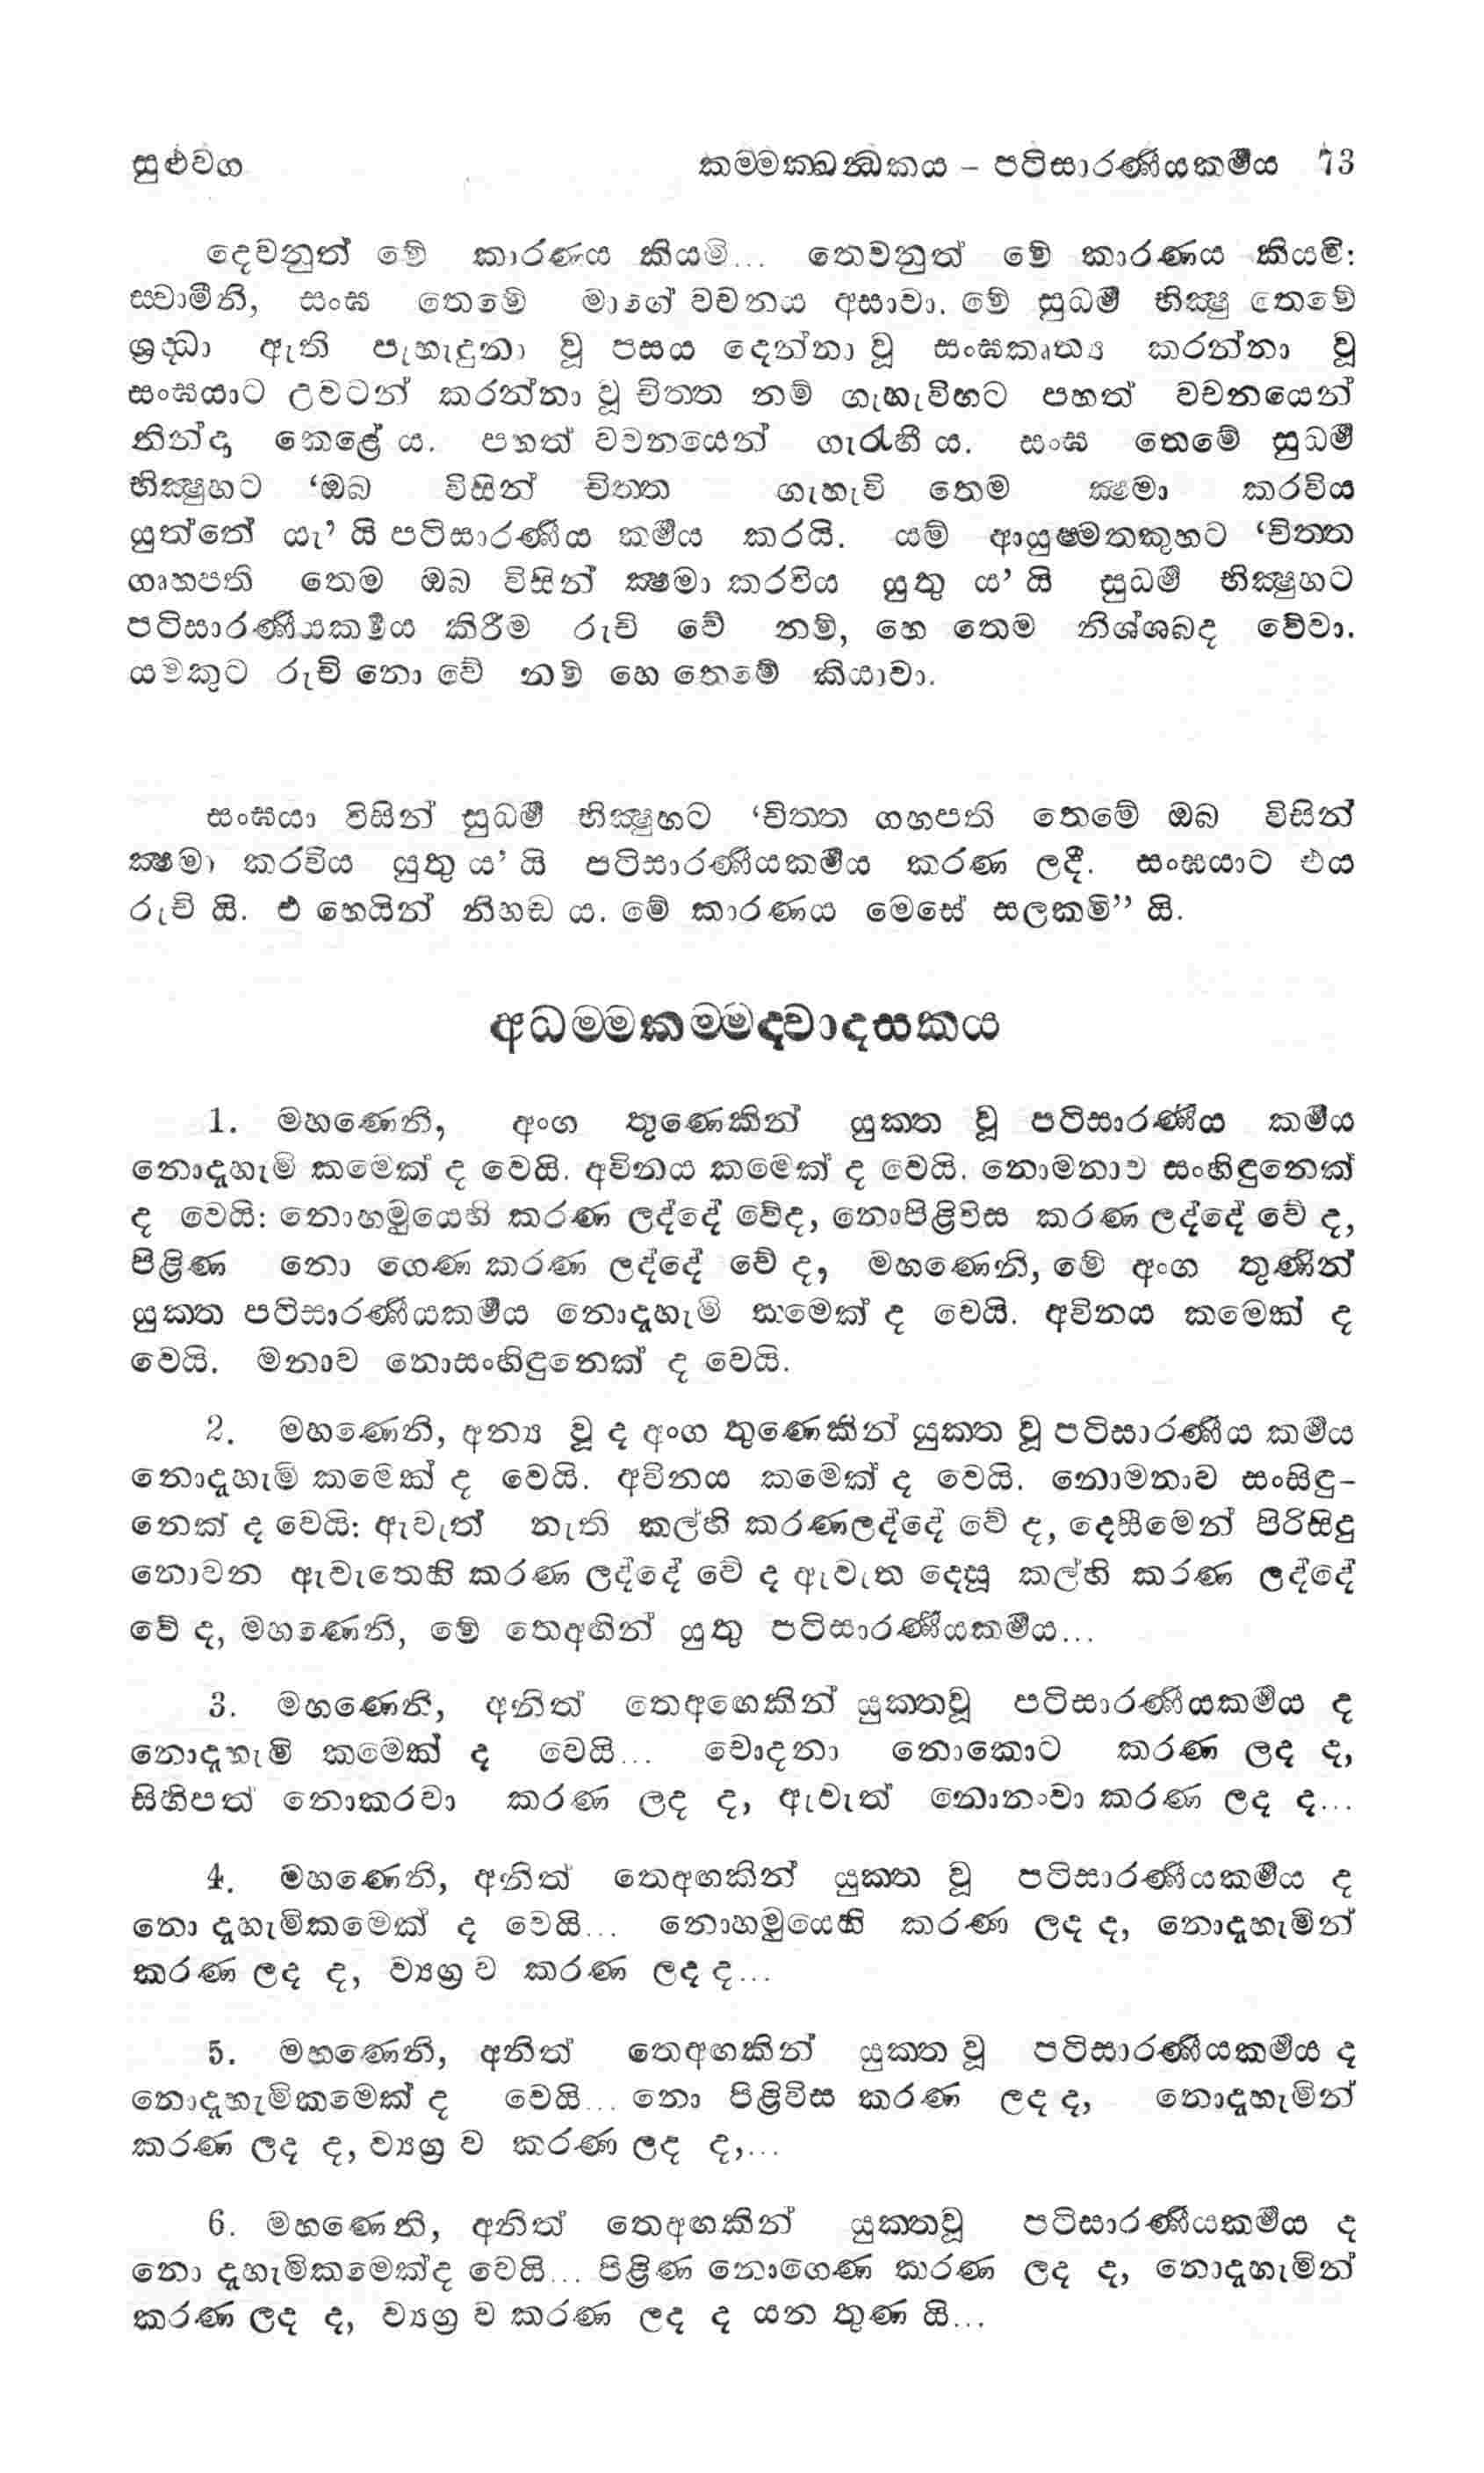 සුළුවග කම්මක්ඛන්ධකය – පටිසාරණීයකර්මය 73
දෙවනුත් මේ කාරණය කියමි... තෙවනුත් මේ කාරණය කියමි:
ස්වාමීනි, සංඝ තෙමේ මාගේ වචනය අසාවා. මේ සුධර්ම භික්ෂු තෙමේ
ශ්‍රද්ධා ඇති පැහැදුනා වූ පසය දෙන්නා වූ සංඝකෘත්‍ය කරන්නා වූ
සංඝයාට උවටන් කරන්නා වූ චිත්ත නම් ගැහැවිහට පහත් වචනයෙන්
නින්දා කෙළේ ය. පහත් වචනයෙන් ගැරැහී ය. සංඝ තෙමේ සුධර්ම
භික්ෂුහට ‘ඔබ විසින් චිත්ත ගැහැවි තෙම ක්ෂමා කරවිය
යුත්තේ යැ’ යි පටිසාරණීය කර්මය කරයි. යම් ආයුෂ්මතකුහට ‘චිත්ත
ගෘහපති තෙම ඔබ විසින් ක්ෂමා කරවිය යුතු ය’ යි සුධර්ම භික්ෂුහට
පටිසාරණීයකර්මය කිරීම රුචි වේ නම්, හෙ තෙම නිශ්ශබ්ද වේවා.
යමකුට රුචි නො වේ නම් හෙ තෙමේ කියාවා.
සංඝයා විසින් සුධර්ම භික්ෂුහට ‘චිත්ත ගහපති තෙමේ ඔබ විසින්
ක්ෂමා කරවිය යුතු ය’ යි පටිසාරණීයකර්මය කරණ ලදී. සංඝයාට එය
රුචි යි. එ හෙයින් නිහඬ ය. මේ කාරණය මෙසේ සලකමි” යි.
අධම්මකම්මද්වාදසකය
1. මහණෙනි, අංග තුණෙකින් යුක්ත වූ පටිසාරණීය කර්මය
නොදැහැමි කමෙක් ද වෙයි. අවිනය කමෙක් ද වෙයි. නොමනාව සංහිඳුනෙක්
ද වෙයි: නොහමුයෙහි කරණ ලද්දේ වේද, නොපිළිවිස කරණ ලද්දේ වේ ද,
පිළිණ නො ගෙණ කරණ ලද්දේ වේ ද, මහණෙනි, මේ අංග තුණින්
යුක්ත පටිසාරණීයකර්මය නොදැහැමි කමෙක් ද වෙයි. අවිනය කමෙක් ද
වෙයි. මනාව නොසංහිඳුනෙක් ද වෙයි.
2. මහණෙනි, අන්‍ය වූ ද අංග තුණෙකින් යුක්ත වූ පටිසාරණීය කර්මය
නොදැහැමි කමෙක් ද වෙයි. අවිනය කමෙක් ද වෙයි. නොමනාව සංසිඳු-
නෙක් ද වෙයි: ඇවැත් නැති කල්හි කරණලද්දේ වේ ද, දෙසීමෙන් පිරිසිදු
නොවන ඇවැතෙහි කරණ ලද්දේ වේ ද ඇවැත දෙසූ කල්හි කරණ ලද්දේ
වේ ද, මහණෙනි, මේ තෙඅඟින් යුතු පටිසාරණීයකර්මය...
3. මහණෙනි, අනිත් තෙඅඟෙකින් යුක්තවූ පටිසාරණීයකර්මය ද
නොදැහැමි කමෙක් ද වෙයි... චොදනා නොකොට කරණ ලද ද,
සිහිපත් නොකරවා කරණ ලද ද, ඇවැත් නොනංවා කරණ ලද ද...
4. මහණෙනි, අනිත් තෙඅඟකින් යුක්ත වූ පටිසාරණීයකර්මය ද
නො දැහැමිකමෙක් ද වෙයි... නොහමුයෙහි කරණ ලද ද, නොදැහැමින්
කරණ ලද ද, ව්‍යග්‍ර ව කරණ ලද ද...
5. මහණෙනි, අනිත් තෙඅඟකින් යුක්ත වූ පටිසාරණීයකර්මය ද
නොදැහැමිකමෙක් ද වෙයි... නො පිළිවිස කරණ ලද ද, නොදැහැමින්
කරණ ලද ද, ව්‍යග්‍ර ව කරණ ලද ද,...
6. මහණෙනි, අනිත් තෙඅඟකින් යුක්තවූ පටිසාරණීයකර්මය ද
නො දැහැමිකමෙක්ද වෙයි... පිළිණ නොගෙණ කරණ ලද ද, නොදැහැමින්
කරණ ලද ද, ව්‍යග්‍ර ව කරණ ලද ද යන තුණ යි...